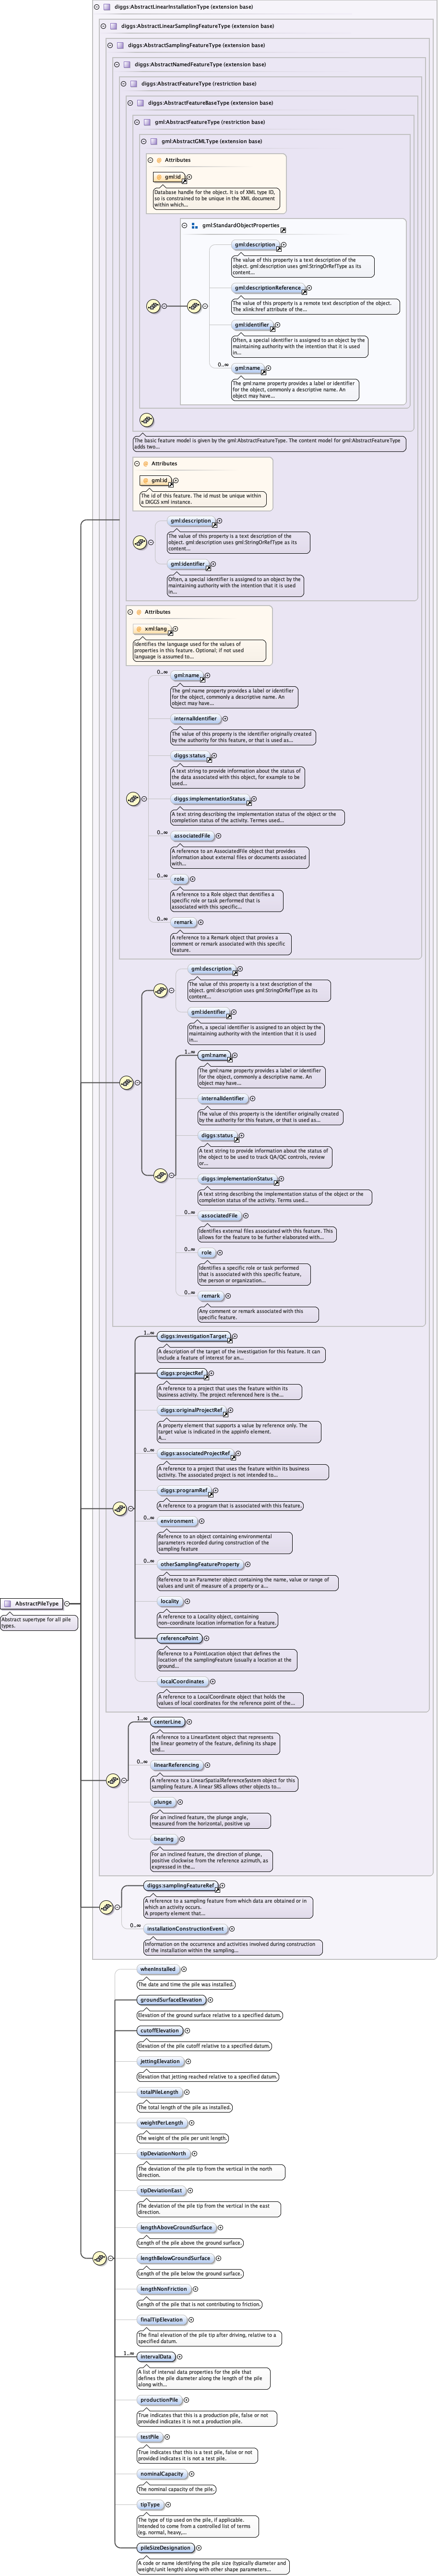 diggs:AbstractLinearInstallationType (extension base)
diggs:AbstractLinearSamplingFeatureType (extension base)
diggs:AbstractSamplingFeatureType (extension base)
diggs:AbstractNamedFeatureType (extension base)
diggs:AbstractFeatureType (restriction base)
diggs:AbstractFeatureBaseType (extension base)
gml:AbstractFeatureType (restriction base)
gml:AbstractGMLType (extension base)
Attributes
gml:id
Database handle for the object. It is of XML type ID,
so is constrained to be unique in the XML document
within which...
gml:StandardObjectProperties
gml:description
The value of this property is a text description of the
object. gml:description uses gml:StringOrRefType as its
content...
gml:descriptionReference
The value of this property is a remote text description of the object.
The xlink:href attribute of the...
gml:identifier
Often, a special identifier is assigned to an object by the
maintaining authority with the intention that it is used
in...
0..∞
gml:name
The gml:name property provides a label or identifier
for the object, commonly a descriptive name. An
object may have...
The basic feature model is given by the gml:AbstractFeatureType. The content model for gml:AbstractFeatureType
adds two...
Attributes
gml:id
The id of this feature. The id must be unique within
a DIGGS xml instance.
gml:description
The value of this property is a text description of the
object. gml:description uses gml:StringOrRefType as its
content...
gml:identifier
Often, a special identifier is assigned to an object by the
maintaining authority with the intention that it is used
in...
Attributes
xml:lang
Identifies the language used for the values of
properties in this feature. Optional; if not used
language is assumed to...
0..∞
gml:name
The gml:name property provides a label or identifier
for the object, commonly a descriptive name. An
object may have...
internalIdentifier
The value of this property is the identifier originally created
by the authority for this feature, or that is used as...
diggs:status
A text string to provide information about the status of
the data associated with this object, for example to be
used...
diggs:implementationStatus
A text string describing the implementation status of the object or the
completion status of the activity. Termes used...
0..∞
associatedFile
A reference to an AssociatedFile object that provides
information about external files or documents associated
with...
0..∞
role
A reference to a Role object that dentifies a
specific role or task performed that is
associated with this specific...
0..∞
remark
A reference to a Remark object that provies a
comment or remark associated with this specific
feature.
gml:description
The value of this property is a text description of the
object. gml:description uses gml:StringOrRefType as its
content...
gml:identifier
Often, a special identifier is assigned to an object by the
maintaining authority with the intention that it is used
in...
1..∞
gml:name
The gml:name property provides a label or identifier
for the object, commonly a descriptive name. An
object may have...
internalIdentifier
The value of this property is the identifier originally created
by the authority for this feature, or that is used as...
diggs:status
A text string to provide information about the status of
the object to be used to track QA/QC controls, review
or...
diggs:implementationStatus
A text string describing the implementation status of the object or the
completion status of the activity. Terms used...
0..∞
associatedFile
Identifies external files associated with this feature. This
allows for the feature to be further elaborated with...
0..∞
role
Identifies a specific role or task performed
that is associated with this specific feature,
the person or organization...
0..∞
remark
Any comment or remark associated with this
specific feature.
1..∞
diggs:investigationTarget
A description of the target of the investigation for this feature. It can
include a feature of interest for an...
diggs:projectRef
A reference to a project that uses the feature within its
business activity. The project referenced here is the...
diggs:originalProjectRef
A property element that supports a value by reference only. The
target value is indicated in the appinfo element.
A...
0..∞
diggs:associatedProjectRef
A reference to a project that uses the feature within its business
activity. The associated project is not intended to...
diggs:programRef
A reference to a program that is associated with this feature.
0..∞
environment
Reference to an object containing environmental
parameters recorded during construction of the
sampling feature
0..∞
otherSamplingFeatureProperty
Reference to an Parameter object containing the name, value or range of
values and unit of measure of a property or a...
locality
A reference to a Locality object, containing
non-coordinate location information for a feature.
referencePoint
Reference to a PointLocation object that defines the
location of the samplingFeature (usually a location at the
ground...
localCoordinates
A reference to a LocalCoordinate object that holds the
values of local coordinates for the reference point of the...
AbstractPileType
Abstract supertype for all pile
types.
1..∞
centerLine
A reference to a LinearExtent object that represents
the linear geometry of the feature, defining its shape
and...
0..∞
linearReferencing
A reference to a LinearSpatialReferenceSystem object for this
sampling feature. A linear SRS allows other objects to...
plunge
For an inclined feature, the plunge angle,
measured from the horizontal, positive up
bearing
For an inclined feature, the direction of plunge,
positive clockwise from the reference azimuth, as
expressed in the...
diggs:samplingFeatureRef
A reference to a sampling feature from which data are obtained or in
which an activity occurs.
A property element that...
0..∞
installationConstructionEvent
Information on the occurrence and activities involved during construction
of the installation within the sampling...
whenInstalled
The date and time the pile was installed.
groundSurfaceElevation
Elevation of the ground surface relative to a specified datum.
cutoffElevation
Elevation of the pile cutoff relative to a specified datum.
jettingElevation
Elevation that jetting reached relative to a specified datum.
totalPileLength
The total length of the pile as installed.
weightPerLength
The weight of the pile per unit length.
tipDeviationNorth
The deviation of the pile tip from the vertical in the north
direction.
tipDeviationEast
The deviation of the pile tip from the vertical in the east
direction.
lengthAboveGroundSurface
Length of the pile above the ground surface.
lengthBelowGroundSurface
Length of the pile below the ground surface.
lengthNonFriction
Length of the pile that is not contributing to friction.
finalTipElevation
The final elevation of the pile tip after driving, relative to a
specified datum.
1..∞
intervalData
A list of interval data properties for the pile that
defines the pile diameter along the length of the pile
along with...
productionPile
True indicates that this is a production pile, false or not
provided indicates it is not a production pile.
testPile
True indicates that this is a test pile, false or not
provided indicates it is not a test pile.
nominalCapacity
The nominal capacity of the pile.
tipType
The type of tip used on the pile, if applicable.
Intended to come from a controlled list of terms
(eg. normal, heavy,...
pileSizeDesignation
A code or name identifying the pile size (typically diameter and
weight/unit length) along with other shape parameters...